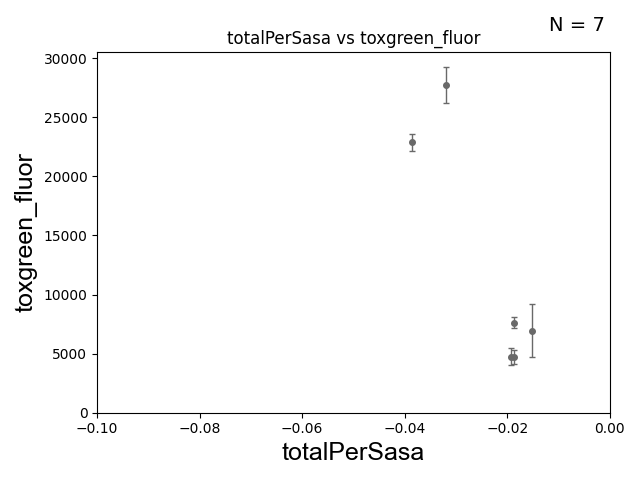 N = 7
totalPerSasa vs toxgreen_fluor
30000
25000
20000
15000
10000
5000
0
toxgreen_fluor
−0.10 −0.08 −0.06 −0.04 −0.02 0.00
totalPerSasa